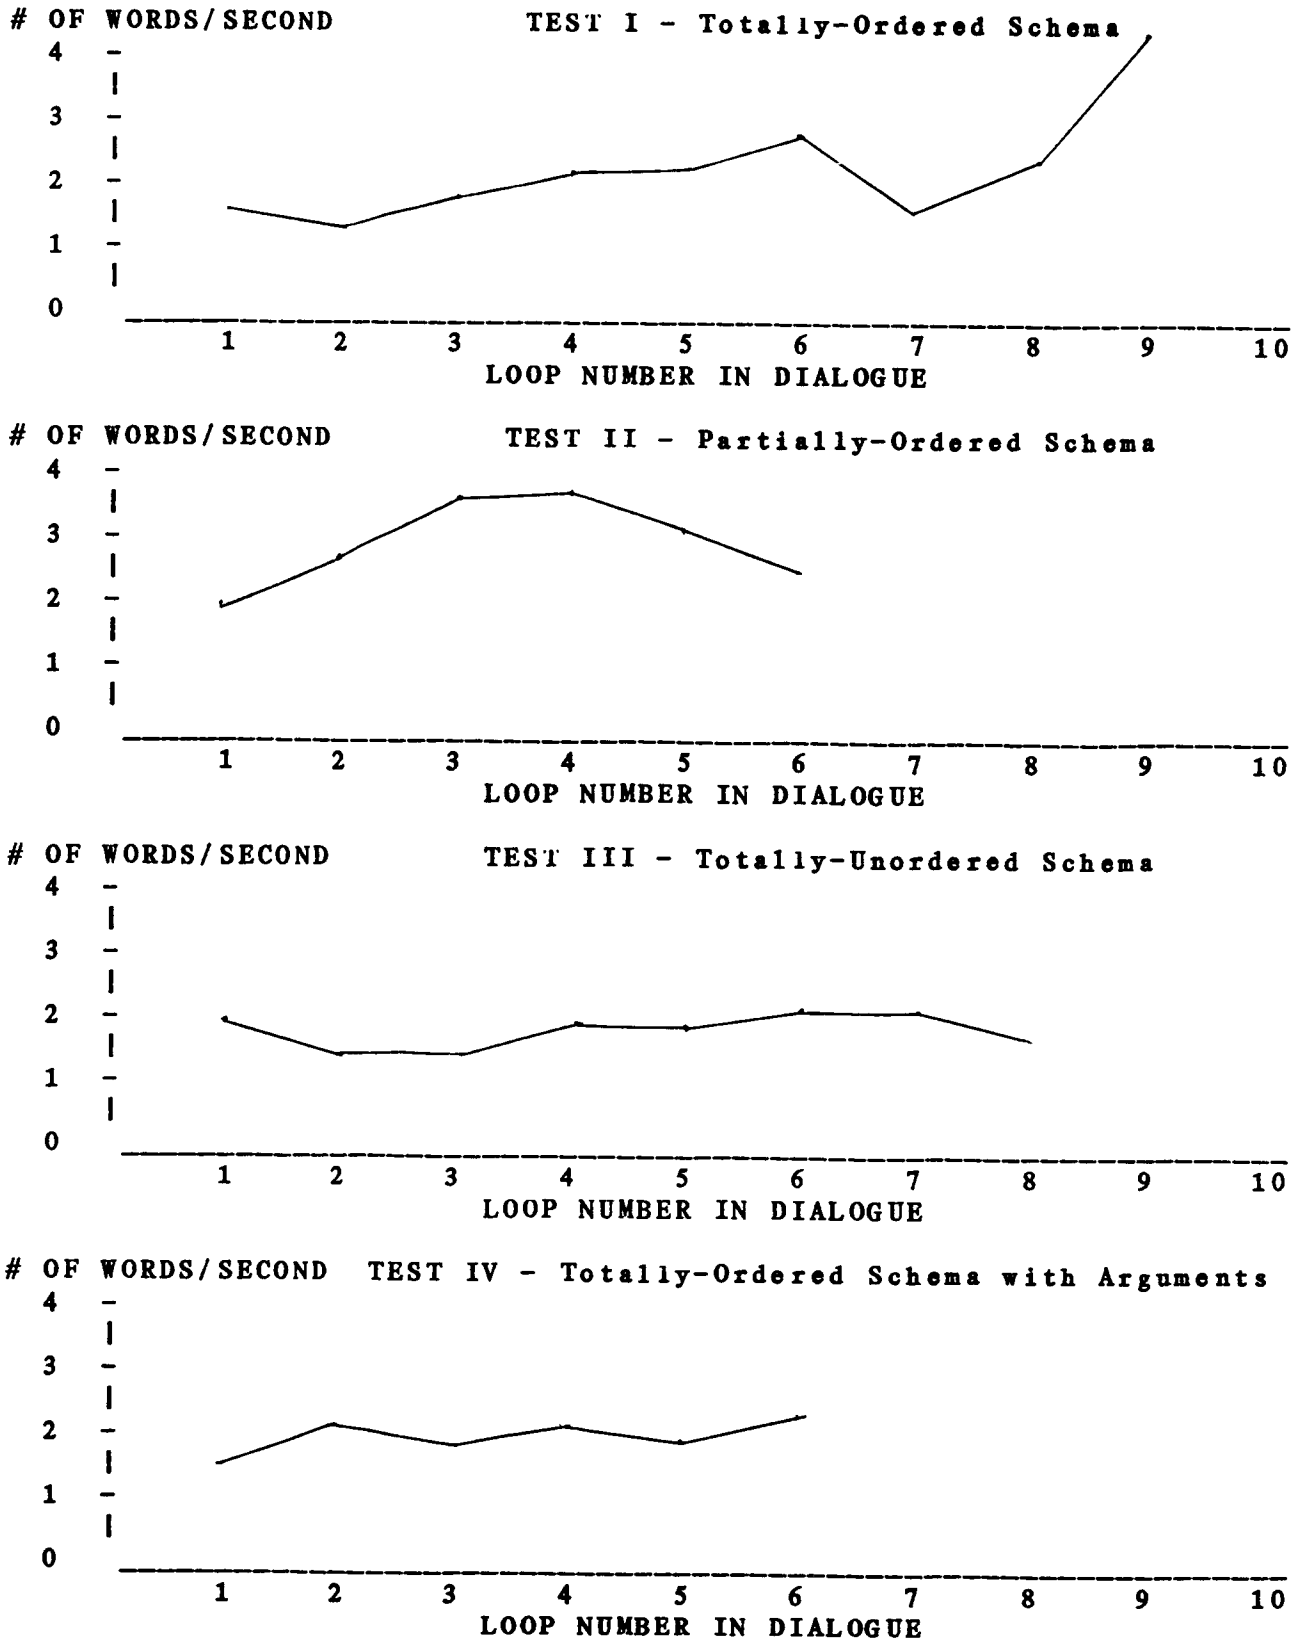 # OF WORDS/SECOND TEST I - Totally-Ordered Schema
4
3
2
1
0
1 2 3 4 5 6 7 8 9 10
LOOP NUMBER IN DIALOGUE
# OF WORDS/SECOND TEST II - Partially-Ordered Schema
4
3
2
1
0
1 2 3 4 5 6 7 8 9 10
LOOP NUMBER IN DIALOGUE
# OF WORDS/SECOND TEST III - Totally-Unordered Schema
4
3
2
1
0
1 2 3 4 5 6 7 8 9 10
LOOP NUMBER IN DIALOGUE
# OF WORDS/SECOND TEST IV - Totally-Ordered Schema with Arguments
4
3
2
1
0
1 2 3 4 5 6 7 8 9 10
LOOP NUMBER IN DIALOGUE